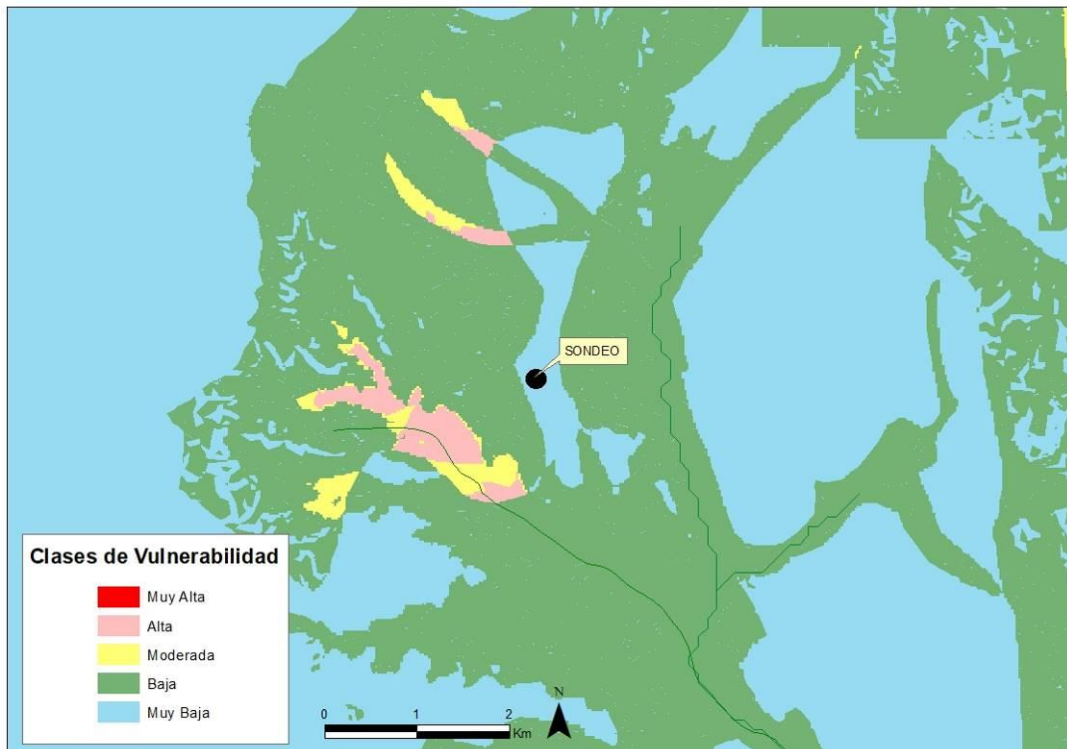 SONDEO
Clases de Vulnerabilidad
Muy Alta
Alta
Moderada
Baja
Muy Baja
0 1 2
Km
N